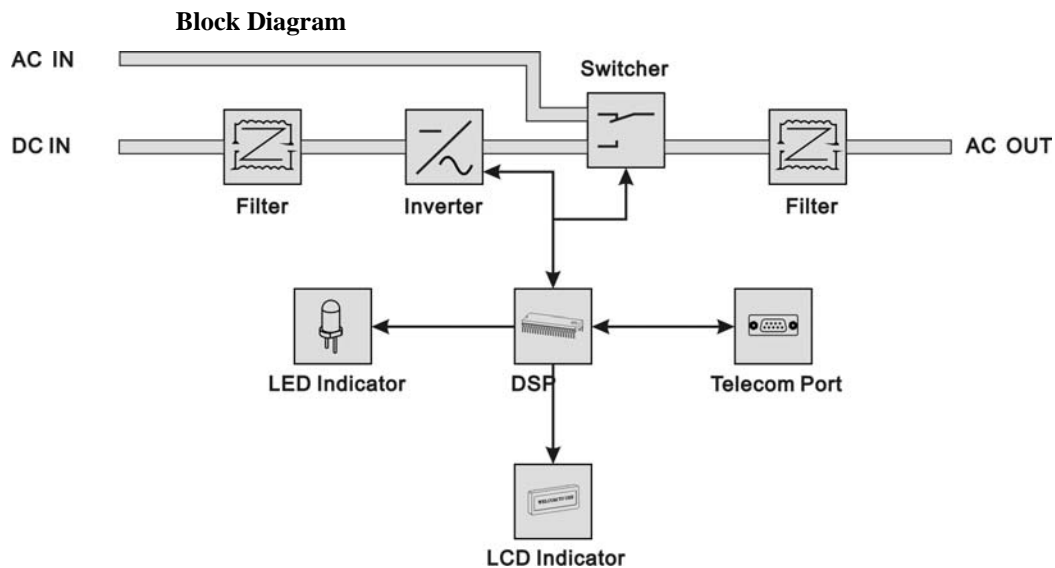 Block Diagram
AC IN
Switcher
DC IN
AC OUT
Filter
Inverter
Filter
LED Indicator
DSP
Telecom Port
LCD Indicator